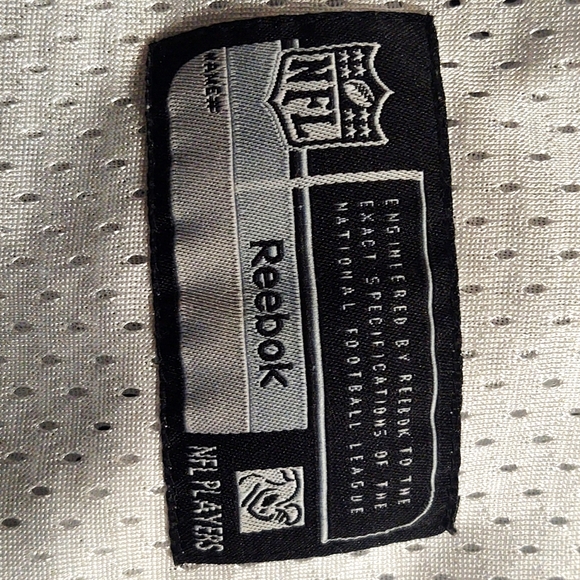 NFL
NAME#
ENGINEERED BY REEBOK TO THE
EXACT SPECIFICATIONS OF THE
NATIONAL FOOTBALL LEAGUE
Reebok
NFL PLAYERS